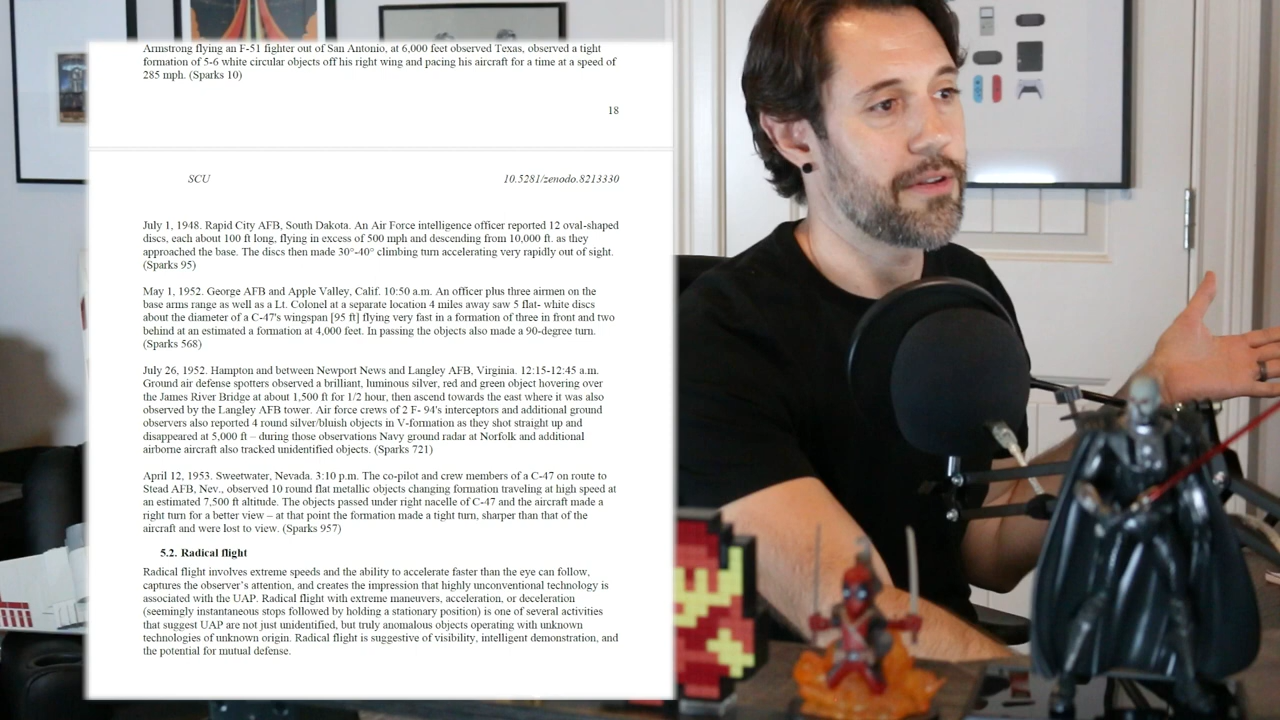 Armstrong flying an F-51 fighter out of San Antonio, at 6,000 feet observed Texas, observed a tight
formation of 5-6 white circular objects off his right wing and pacing his aircraft for a time at a speed of
285 mph. (Sparks 10)
18
SCU 10.5281/zenodo.8213330
July 1, 1948. Rapid City AFB, South Dakota. An Air Force intelligence officer reported 12 oval-shaped
discs, each about 100 ft long, flying in excess of 500 mph and descending from 10,000 ft. as they
approached the base. The discs then made 30°-40° climbing turn accelerating very rapidly out of sight.
(Sparks 95)
May 1, 1952. George AFB and Apple Valley, Calif. 10:50 a.m. An officer plus three airmen on the
base arms range as well as a Lt. Colonel at a separate location 4 miles away saw 5 flat- white discs
about the diameter of a C-47's wingspan [95 ft] flying very fast in a formation of three in front and two
behind at an estimated a formation at 4,000 feet. In passing the objects also made a 90-degree turn.
(Sparks 568)
July 26, 1952. Hampton and between Newport News and Langley AFB, Virginia. 12:15-12:45 a.m.
Ground air defense spotters observed a brilliant, luminous silver, red and green object hovering over
the James River Bridge at about 1,500 ft for 1/2 hour, then ascend towards the east where it was also
observed by the Langley AFB tower. Air force crews of 2 F- 94's interceptors and additional ground
observers also reported 4 round silver/bluish objects in V-formation as they shot straight up and
disappeared at 5,000 ft – during those observations Navy ground radar at Norfolk and additional
airborne aircraft also tracked unidentified objects. (Sparks 721)
April 12, 1953. Sweetwater, Nevada. 3:10 p.m. The co-pilot and crew members of a C-47 on route to
Stead AFB, Nev., observed 10 round flat metallic objects changing formation traveling at high speed at
an estimated 7,500 ft altitude. The objects passed under right nacelle of C-47 and the aircraft made a
right turn for a better view – at that point the formation made a tight turn, sharper than that of the
aircraft and were lost to view. (Sparks 957)
5.2. Radical flight
Radical flight involves extreme speeds and the ability to accelerate faster than the eye can follow,
captures the observer's attention, and creates the impression that highly unconventional technology is
associated with the UAP. Radical flight with extreme maneuvers, acceleration, or deceleration
(seemingly instantaneous stops followed by holding a stationary position) is one of several activities
that suggest UAP are not just unidentified, but truly anomalous objects operating with unknown
technologies of unknown origin. Radical flight is suggestive of visibility, intelligent demonstration, and
the potential for mutual defense.